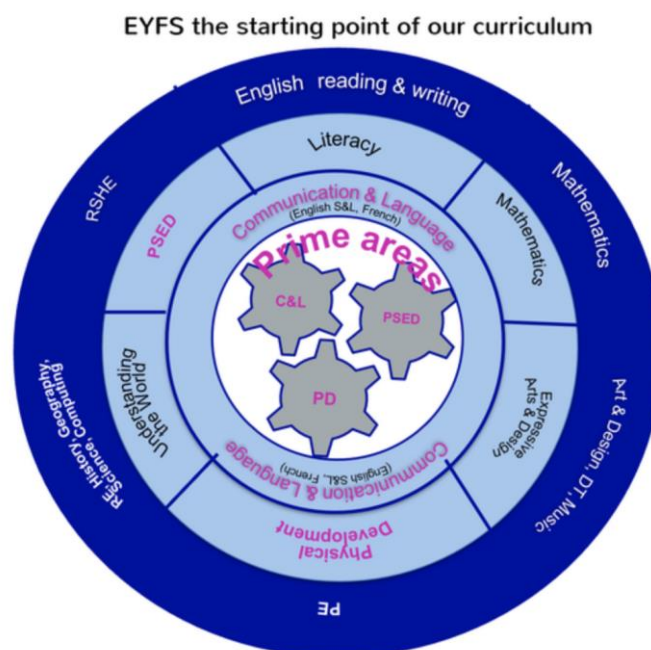 EYFS the starting point of our curriculum
English reading & writing
Mathematics
Art & Design, DT, Music
PE
RE, History, Geography,
Science, Computing
RSHE
Literacy
Mathematics
Expressive
Arts & Design
Physical
Development
Understanding
the World
PSED
Communication & Language
(English S&L, French)
Communication & Language
(English S&L, French)
Prime areas
C&L
PSED
PD